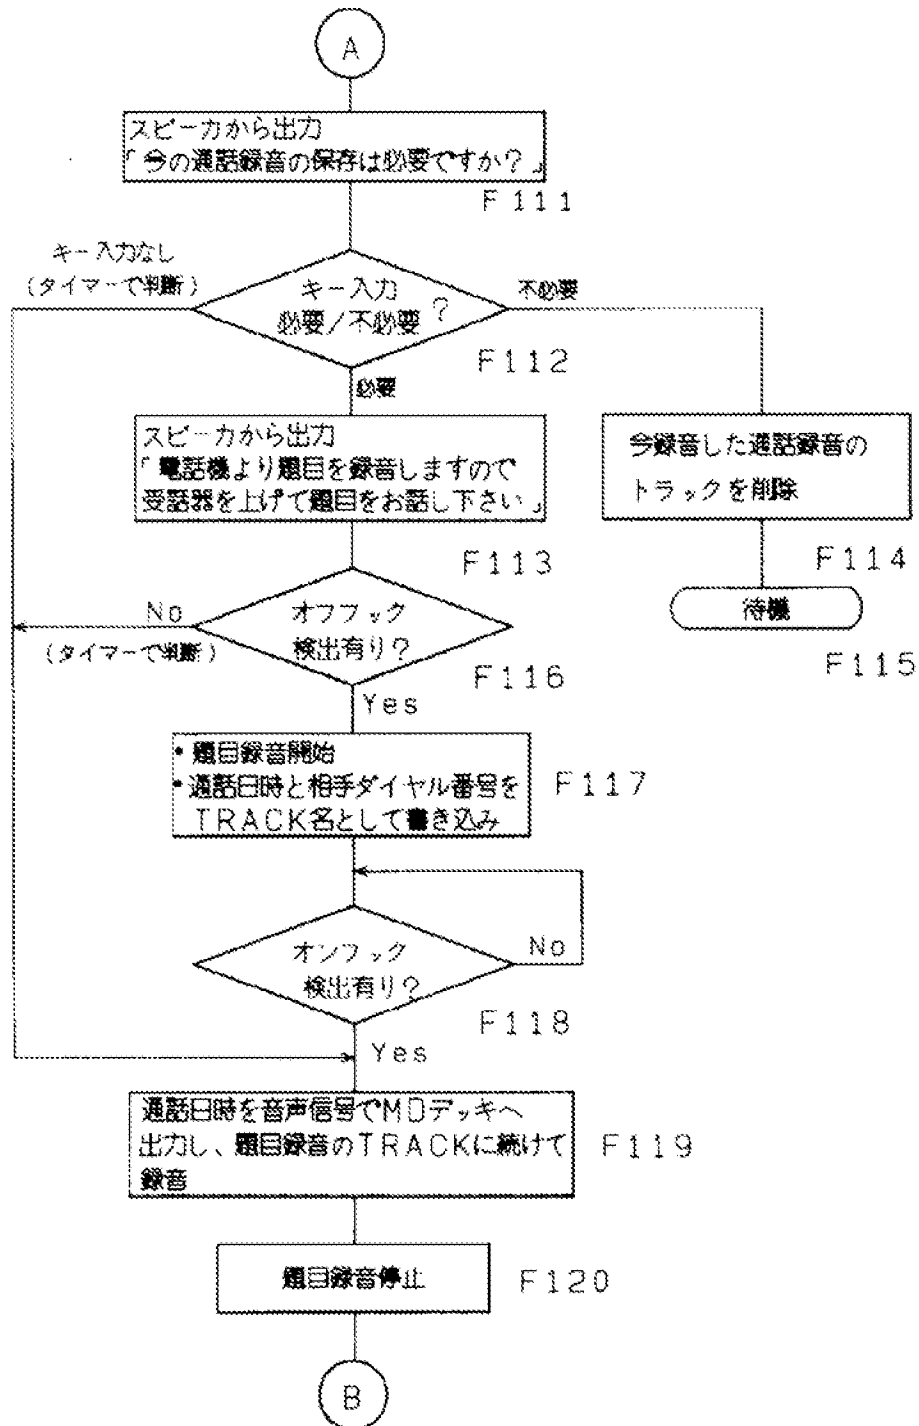 A
スピーカから出力
「今の通話録音の保存は必要ですか?」
F111
キー入力なし
(タイマーで判断)
キー入力
必要/不必要?
不必要
F112
必要
スピーカから出力
「電話機より題目を録音しますので
受話器を上げて題目をお話し下さい」
F113
今録音した通話録音の
トラックを削除
F114
待機
F115
No
(タイマーで判断)
オフフック
検出有り?
F116
Yes
・題目録音開始
・通話日時と相手ダイヤル番号を
TRACK名として書き込み
F117
オンフック
検出有り?
No
F118
Yes
通話日時を音声信号でMDデッキへ
出力し、題目録音のTRACKに続けて
録音
F119
題目録音停止
F120
B